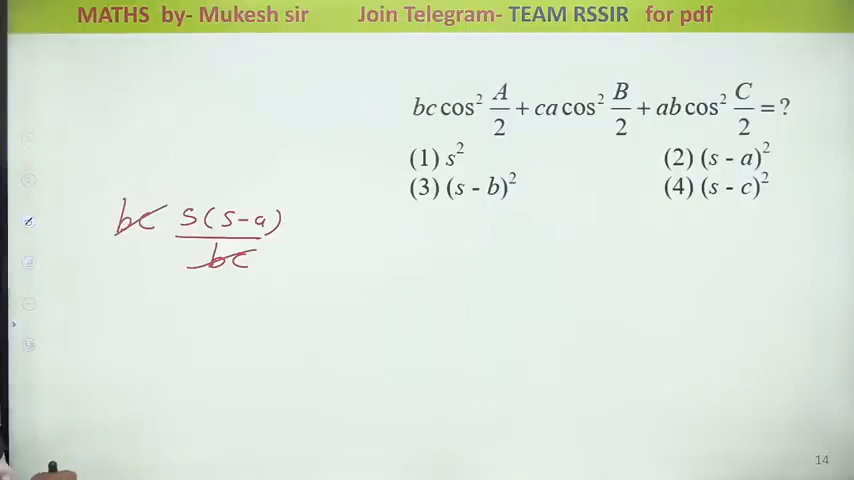 MATHS by- Mukesh sir Join Telegram- TEAM RSSIR for pdf
bc cos² A/2 + ca cos² B/2 + ab cos² C/2 = ?
(1) s² (2) (s - a)²
(3) (s - b)² (4) (s - c)²
bc s(s-a)/bc
14